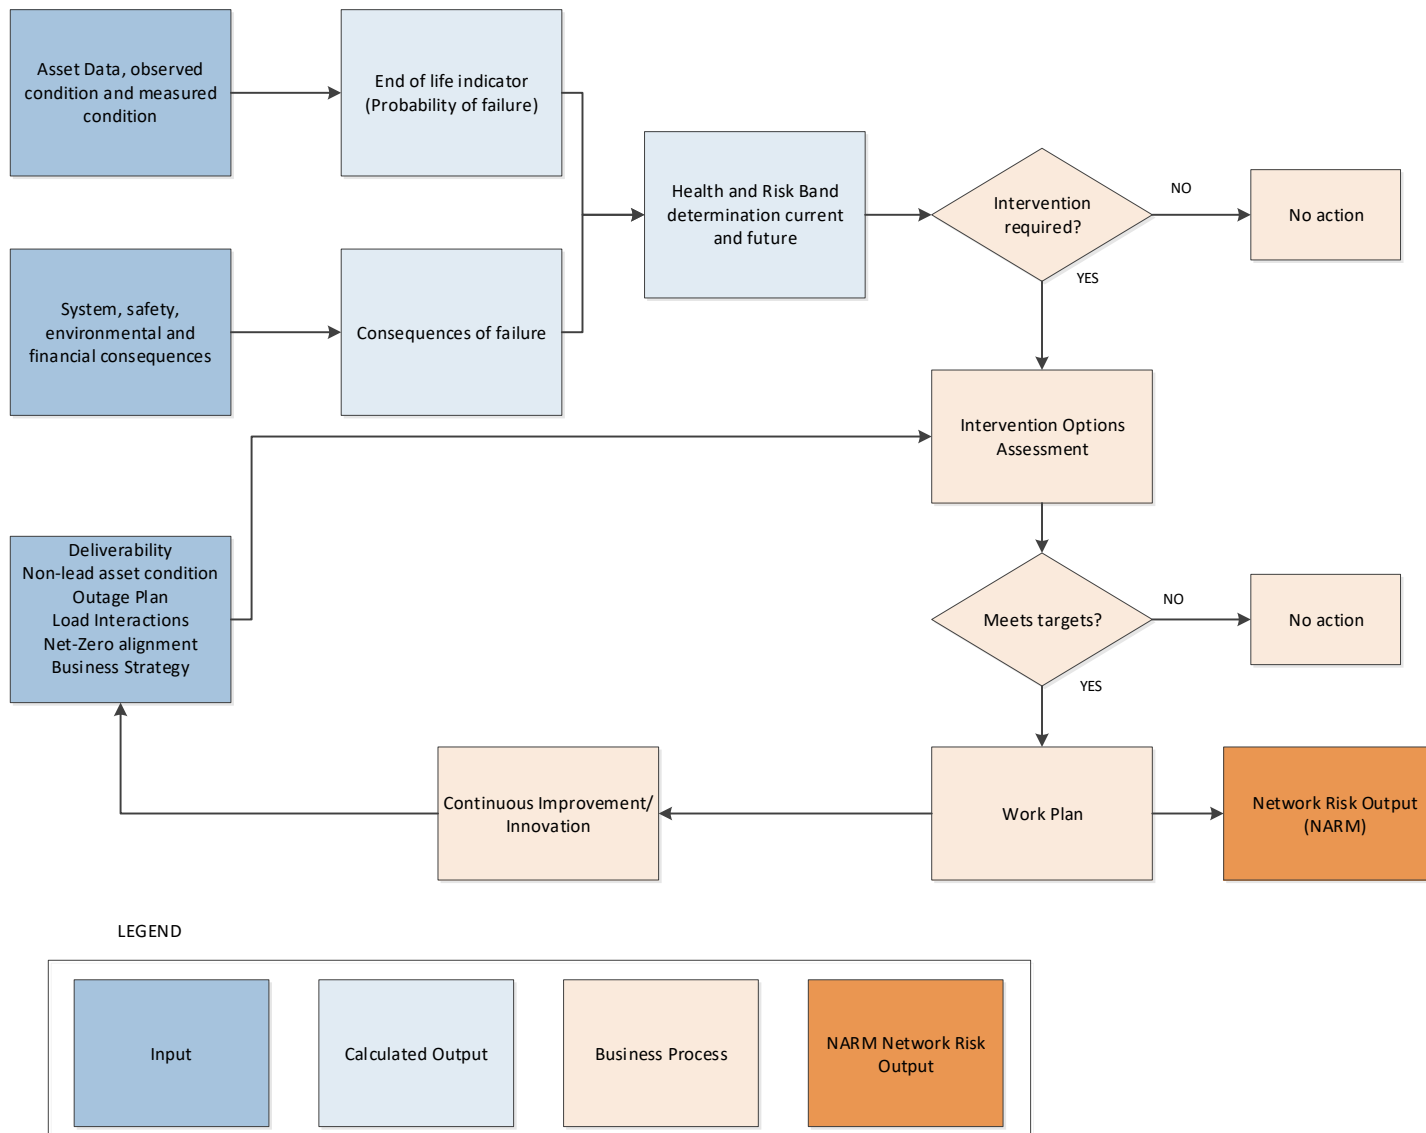 Asset Data, observed
condition and measured
condition
End of life indicator
(Probability of failure)
Health and Risk Band
determination current
and future
Intervention
required?
NO
No action
YES
System, safety,
environmental and
financial consequences
Consequences of failure
Intervention Options
Assessment
Deliverability
Non-lead asset condition
Outage Plan
Load Interactions
Net-Zero alignment
Business Strategy
Meets targets?
NO
No action
YES
Continuous Improvement/
Innovation
Work Plan
Network Risk Output
(NARM)
LEGEND
Input
Calculated Output
Business Process
NARM Network Risk
Output